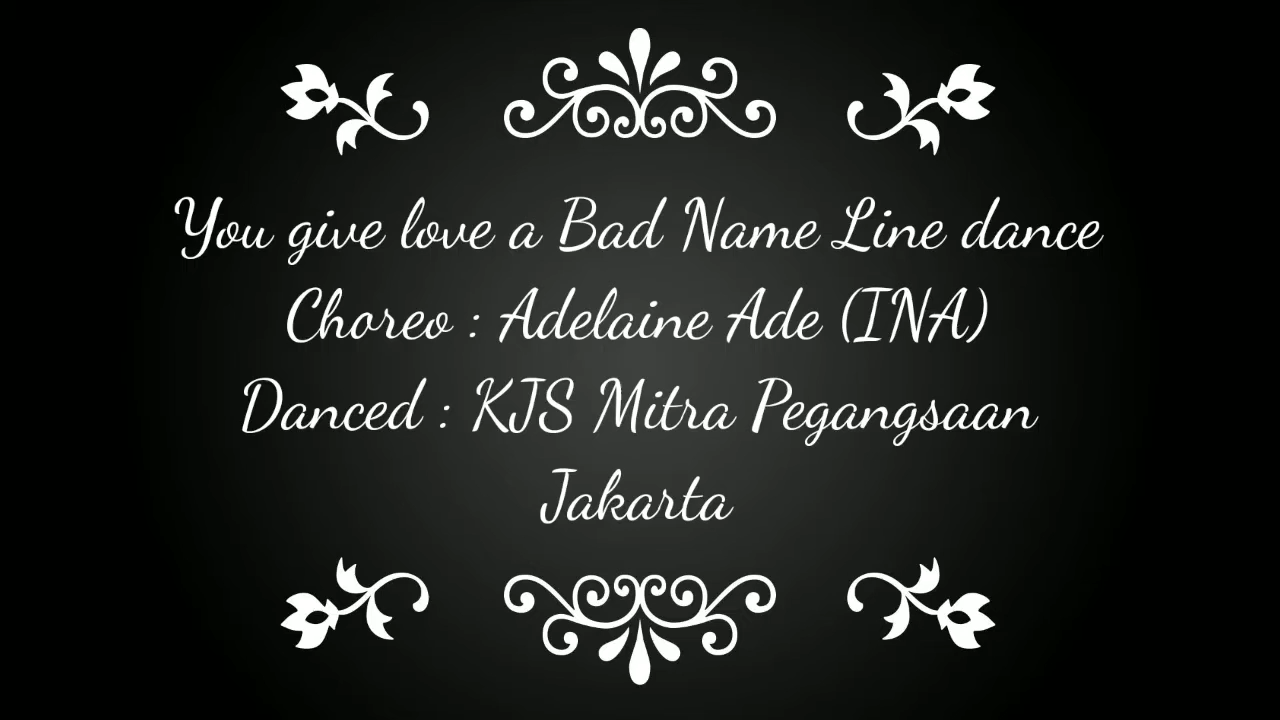 You give love a Bad Name Line dance
Choreo : Adelaine Ade (INA)
Danced : KJS Mitra Pegangsaan
Jakarta